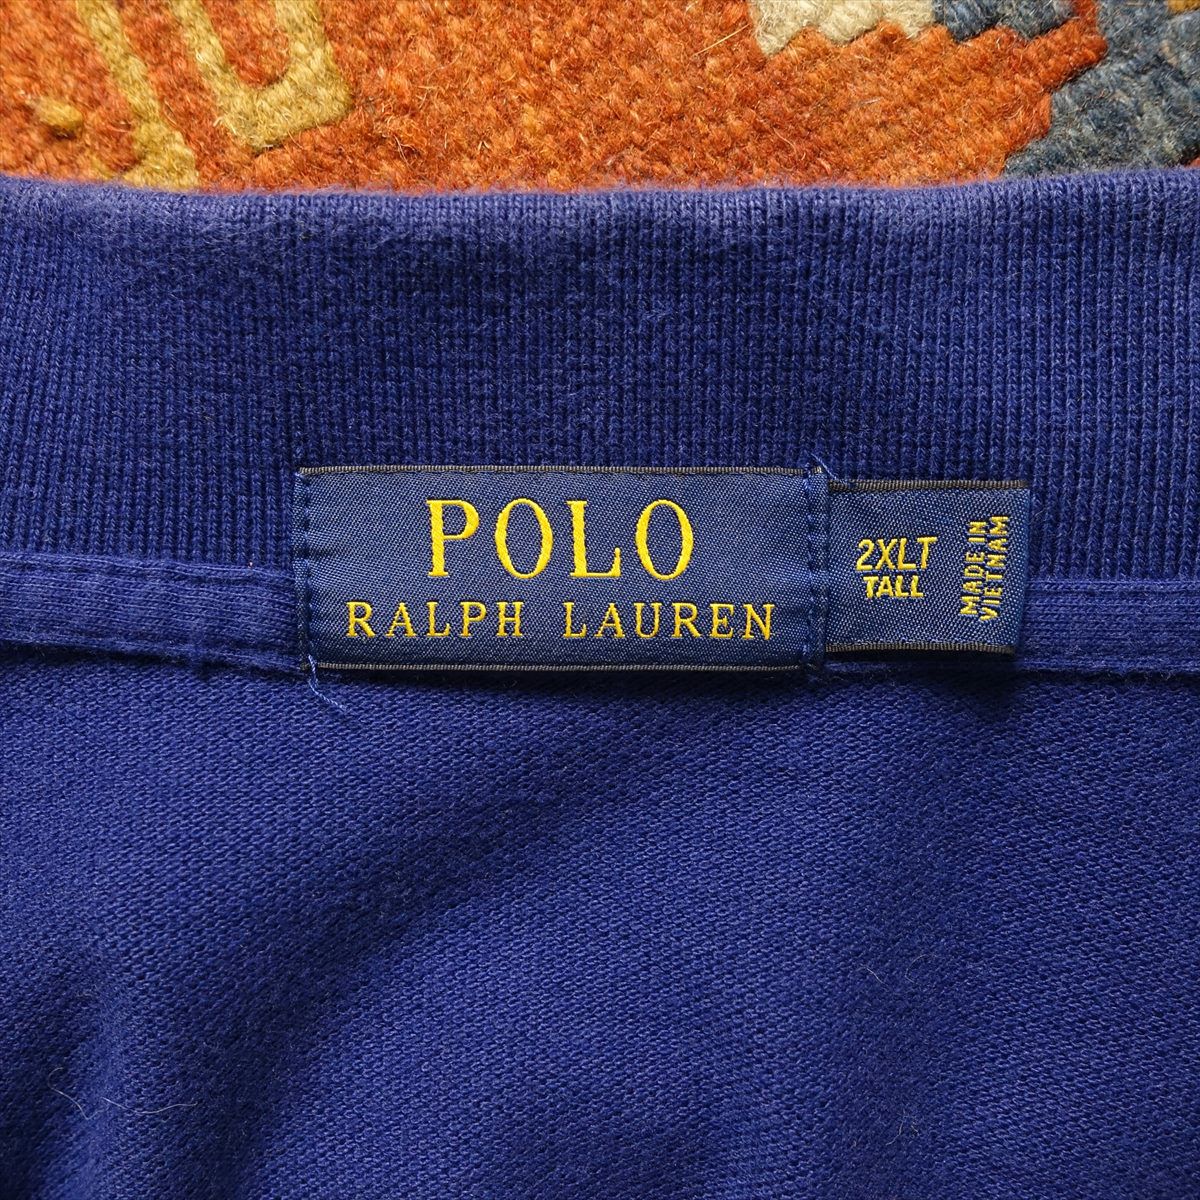 POLO
RALPH LAUREN
2XLT
TALL
MADE IN
VIETNAM